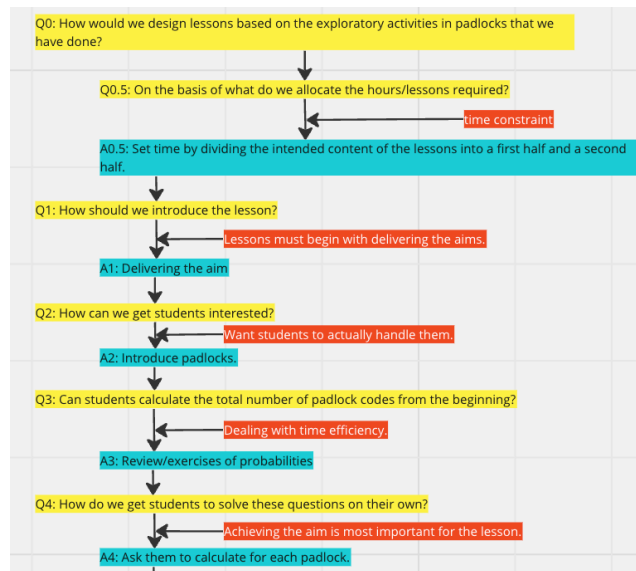 Q0: How would we design lessons based on the exploratory activities in padlocks that we
have done?
Q0.5: On the basis of what do we allocate the hours/lessons required?
time constraint
A0.5: Set time by dividing the intended content of the lessons into a first half and a second
half.
Q1: How should we introduce the lesson?
Lessons must begin with delivering the aims.
A1: Delivering the aim
Q2: How can we get students interested?
Want students to actually handle them.
A2: Introduce padlocks.
Q3: Can students calculate the total number of padlock codes from the beginning?
Dealing with time efficiency.
A3: Review/exercises of probabilities
Q4: How do we get students to solve these questions on their own?
Achieving the aim is most important for the lesson.
A4: Ask them to calculate for each padlock.